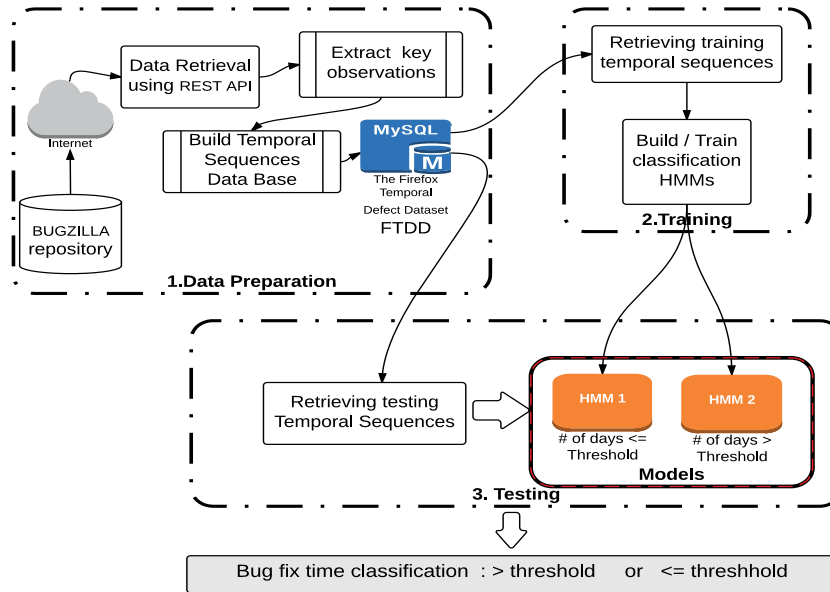 Data Retrieval
using REST API
Extract key
observations
Internet
Build Temporal
Sequences
Data Base
MySQL
M
The Firefox
Temporal
Defect Dataset
FTDD
BUGZILLA
repository
1.Data Preparation
Retrieving training
temporal sequences
Build / Train
classification
HMMs
2.Training
Retrieving testing
Temporal Sequences
HMM 1
# of days <=
Threshold
HMM 2
# of days >
Threshold
Models
3. Testing
Bug fix time classification : > threshold or <= threshhold